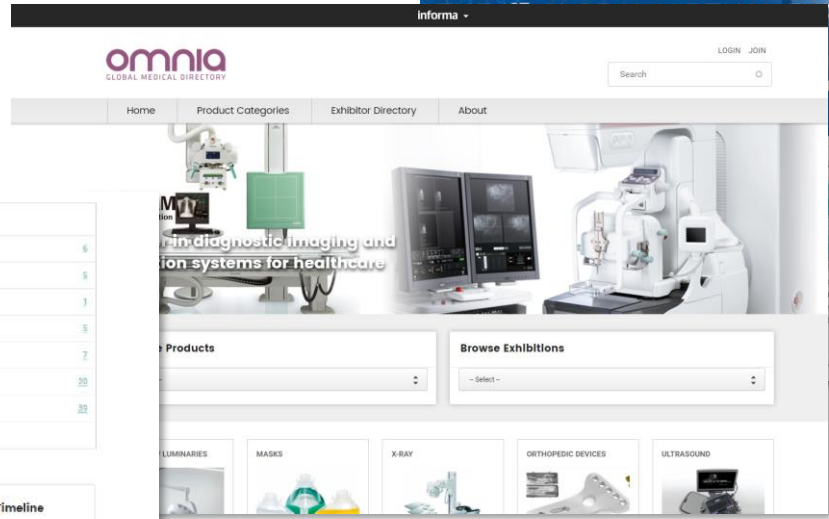 informa
omnia
GLOBAL MEDICAL DIRECTORY
LOGIN JOIN
Search
Home Product Categories Exhibitor Directory About
in diagnostic imaging and
systems for healthcare
Products
Browse Exhibitions
-- Select --
LUMINARIES MASKS X-RAY ORTHOPEDIC DEVICES ULTRASOUND
6
5
1
5
7
20
39
Timeline